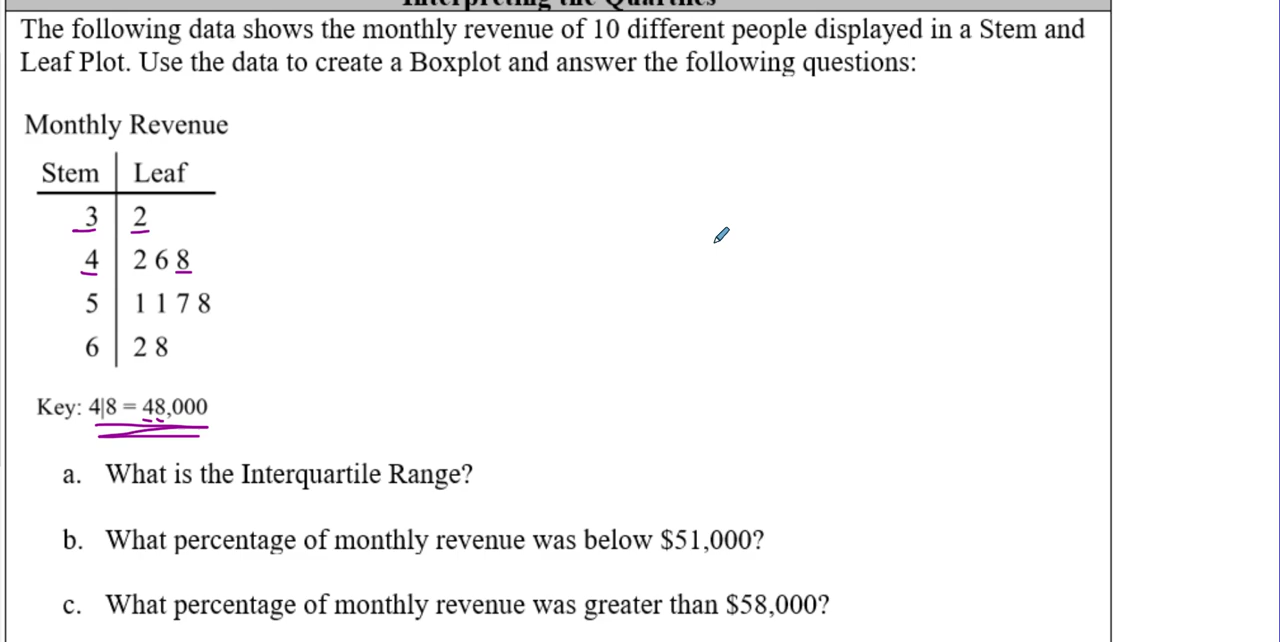 Interpreting the Quartiles
The following data shows the monthly revenue of 10 different people displayed in a Stem and
Leaf Plot. Use the data to create a Boxplot and answer the following questions:
Monthly Revenue
Stem Leaf
3 2
4 2 6 8
5 1 1 7 8
6 2 8
Key: 4|8 = 48,000
a. What is the Interquartile Range?
b. What percentage of monthly revenue was below $51,000?
c. What percentage of monthly revenue was greater than $58,000?